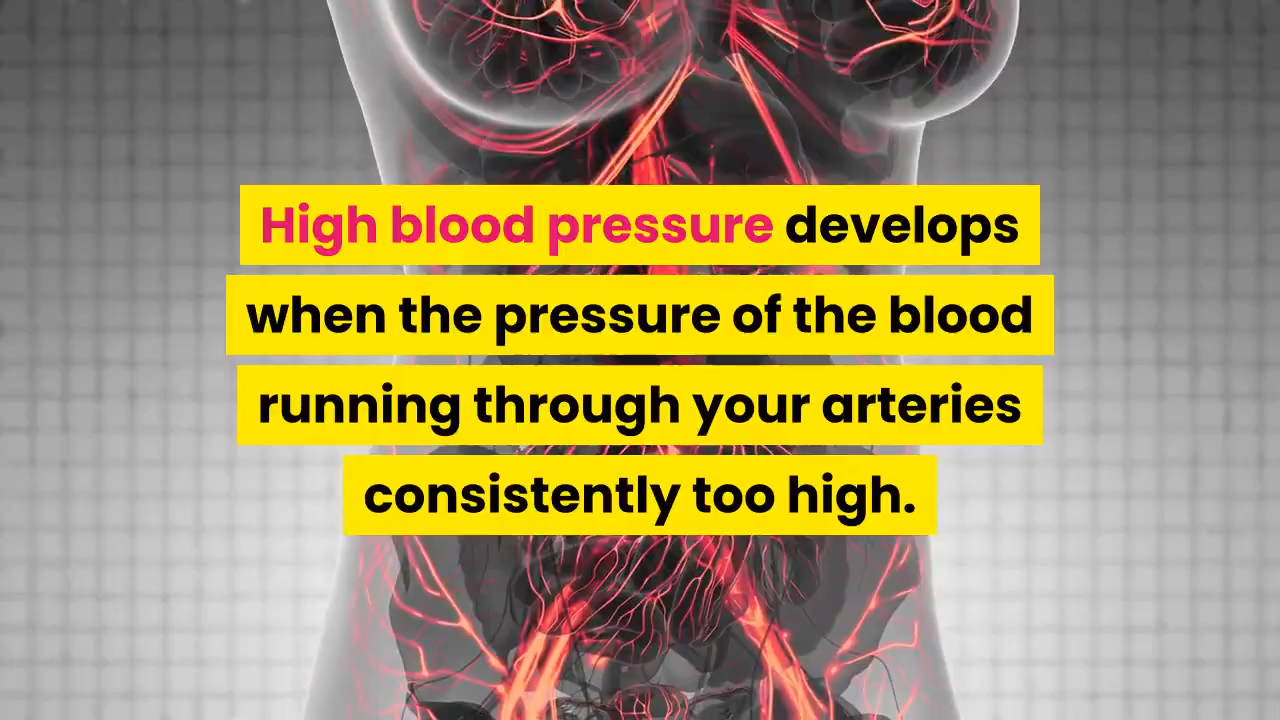 High blood pressure develops
when the pressure of the blood
running through your arteries
consistently too high.